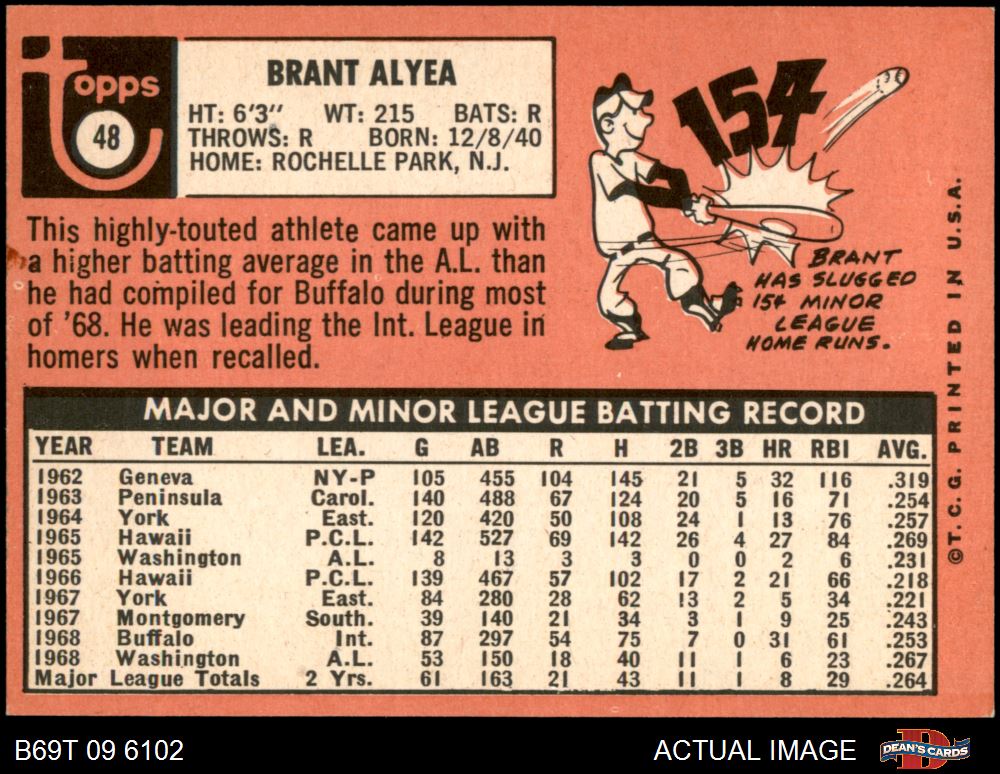 Topps
48
BRANT ALYEA
HT: 6'3" WT: 215 BATS: R
THROWS: R BORN: 12/8/40
HOME: ROCHELLE PARK, N.J.
This highly-touted athlete came up with
a higher batting average in the A.L. than
he had compiled for Buffalo during most
of '68. He was leading the Int. League in
homers when recalled.
154
BRANT
HAS SLUGGED
154 MINOR
LEAGUE
HOME RUNS.
©T. C. G. PRINTED IN U.S.A.
MAJOR AND MINOR LEAGUE BATTING RECORD
YEAR TEAM LEA. G AB R H 2B 3B HR RBI AVG.
1962 Geneva NY-P 105 455 104 145 21 5 32 116 .319
1963 Peninsula Carol. 140 488 67 124 20 5 16 71 .254
1964 York East. 120 420 50 108 24 1 13 76 .257
1965 Hawaii P.C.L. 142 527 69 142 26 4 27 84 .269
1965 Washington A.L. 8 13 3 3 0 0 2 6 .231
1966 Hawaii P.C.L. 139 467 57 102 17 2 21 66 .218
1967 York East. 84 280 28 62 13 2 5 34 .221
1967 Montgomery South. 39 140 21 34 3 1 9 25 .243
1968 Buffalo Int. 87 297 54 75 7 0 31 61 .253
1968 Washington A.L. 53 150 18 40 11 1 6 23 .267
Major League Totals 2 Yrs. 61 163 21 43 11 1 8 29 .264
B69T 09 6102 ACTUAL IMAGE
DEAN'S CARDS